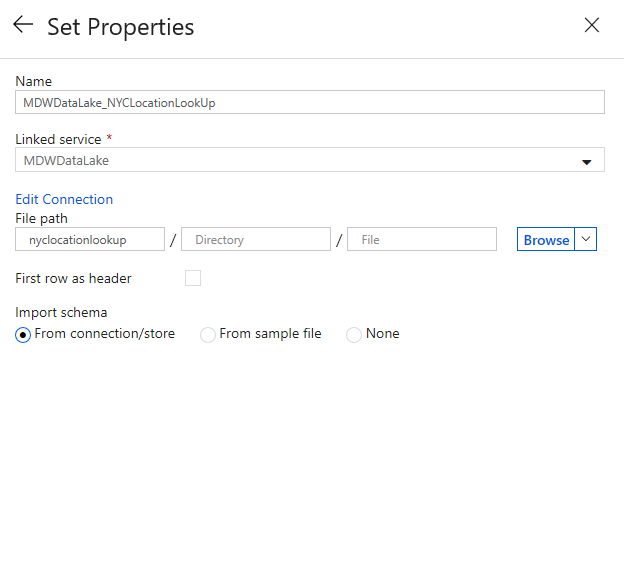 Set Properties
Name
MDWDataLake_NYCLocationLookUp
Linked service *
MDWDataLake
Edit Connection
File path
nyclocationlookup / Directory / File Browse
First row as header
Import schema
From connection/store From sample file None